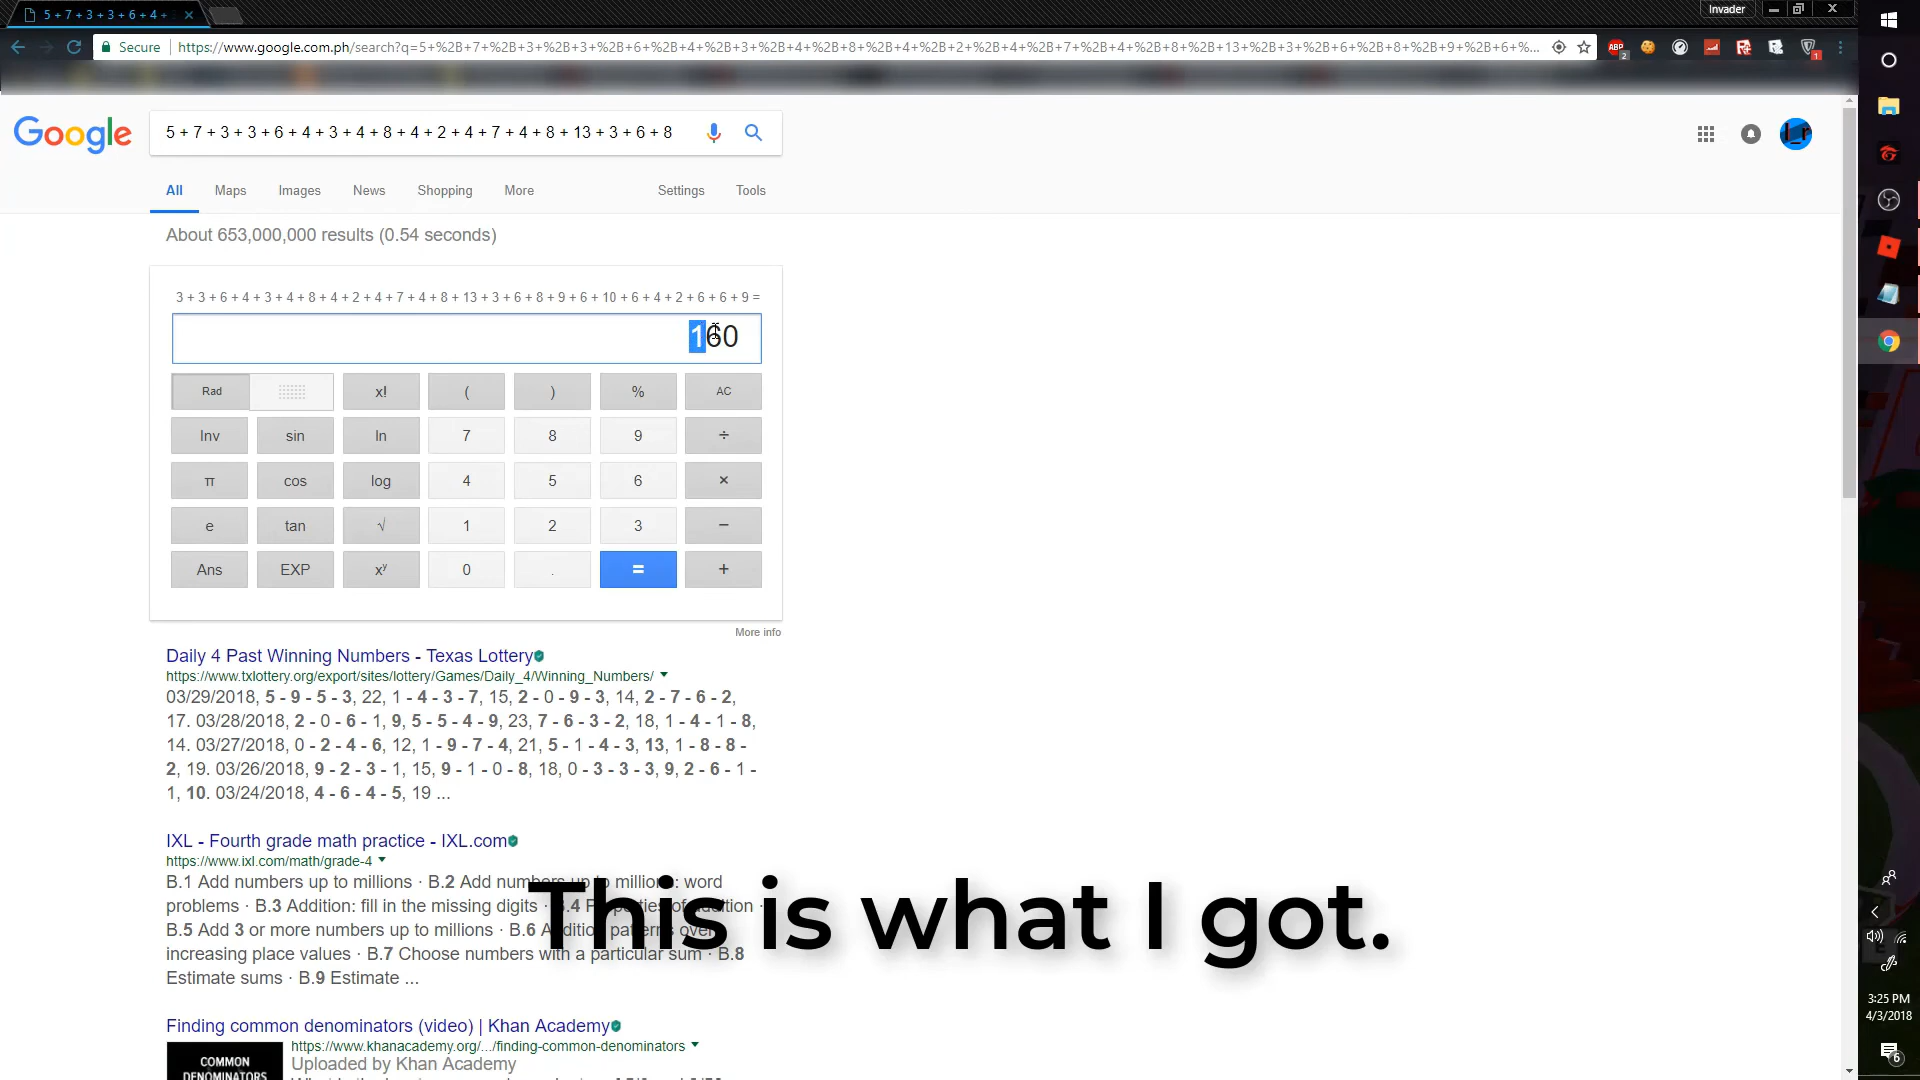 5 + 7 + 3 + 3 + 6 + 4 +
Invader
Secure
https://www.google.com.ph/search?q=5+%2B+7+%2B+3+%2B+3+%2B+6+%2B+4+%2B+3+%2B+4+%2B+8+%2B+4+%2B+2+%2B+4+%2B+7+%2B+4+%2B+8+%2B+13+%2B+3+%2B+6+%2B+8+%2B+9+%2B+6+%...
ABP
2
1
Google
5 + 7 + 3 + 3 + 6 + 4 + 3 + 4 + 8 + 4 + 2 + 4 + 7 + 4 + 8 + 13 + 3 + 6 + 8
All Maps Images News Shopping More Settings Tools
About 653,000,000 results (0.54 seconds)
3 + 3 + 6 + 4 + 3 + 4 + 8 + 4 + 2 + 4 + 7 + 4 + 8 + 13 + 3 + 6 + 8 + 9 + 6 + 10 + 6 + 4 + 2 + 6 + 6 + 9 =
160
Rad x! ( ) % AC
Inv sin ln 7 8 9 ÷
π cos log 4 5 6 ×
e tan √ 1 2 3 −
Ans EXP xʸ 0 . = +
More info
Daily 4 Past Winning Numbers - Texas Lottery
https://www.txlottery.org/export/sites/lottery/Games/Daily_4/Winning_Numbers/
03/29/2018, 5 - 9 - 5 - 3, 22, 1 - 4 - 3 - 7, 15, 2 - 0 - 9 - 3, 14, 2 - 7 - 6 - 2,
17. 03/28/2018, 2 - 0 - 6 - 1, 9, 5 - 5 - 4 - 9, 23, 7 - 6 - 3 - 2, 18, 1 - 4 - 1 - 8,
14. 03/27/2018, 0 - 2 - 4 - 6, 12, 1 - 9 - 7 - 4, 21, 5 - 1 - 4 - 3, 13, 1 - 8 - 8 -
2, 19. 03/26/2018, 9 - 2 - 3 - 1, 15, 9 - 1 - 0 - 8, 18, 0 - 3 - 3 - 3, 9, 2 - 6 - 1 -
1, 10. 03/24/2018, 4 - 6 - 4 - 5, 19 ...
IXL - Fourth grade math practice - IXL.com
https://www.ixl.com/math/grade-4
B.1 Add numbers up to millions · B.2 Add numbers up to millions: word
problems · B.3 Addition: fill in the missing digits · B.4 Properties of addition ·
B.5 Add 3 or more numbers up to millions · B.6 Addition patterns over
increasing place values · B.7 Choose numbers with a particular sum · B.8
Estimate sums · B.9 Estimate ...
This is what I got.
Finding common denominators (video) | Khan Academy
https://www.khanacademy.org/.../finding-common-denominators
Uploaded by Khan Academy
COMMON
DENOMINATORS
3:25 PM
4/3/2018
6